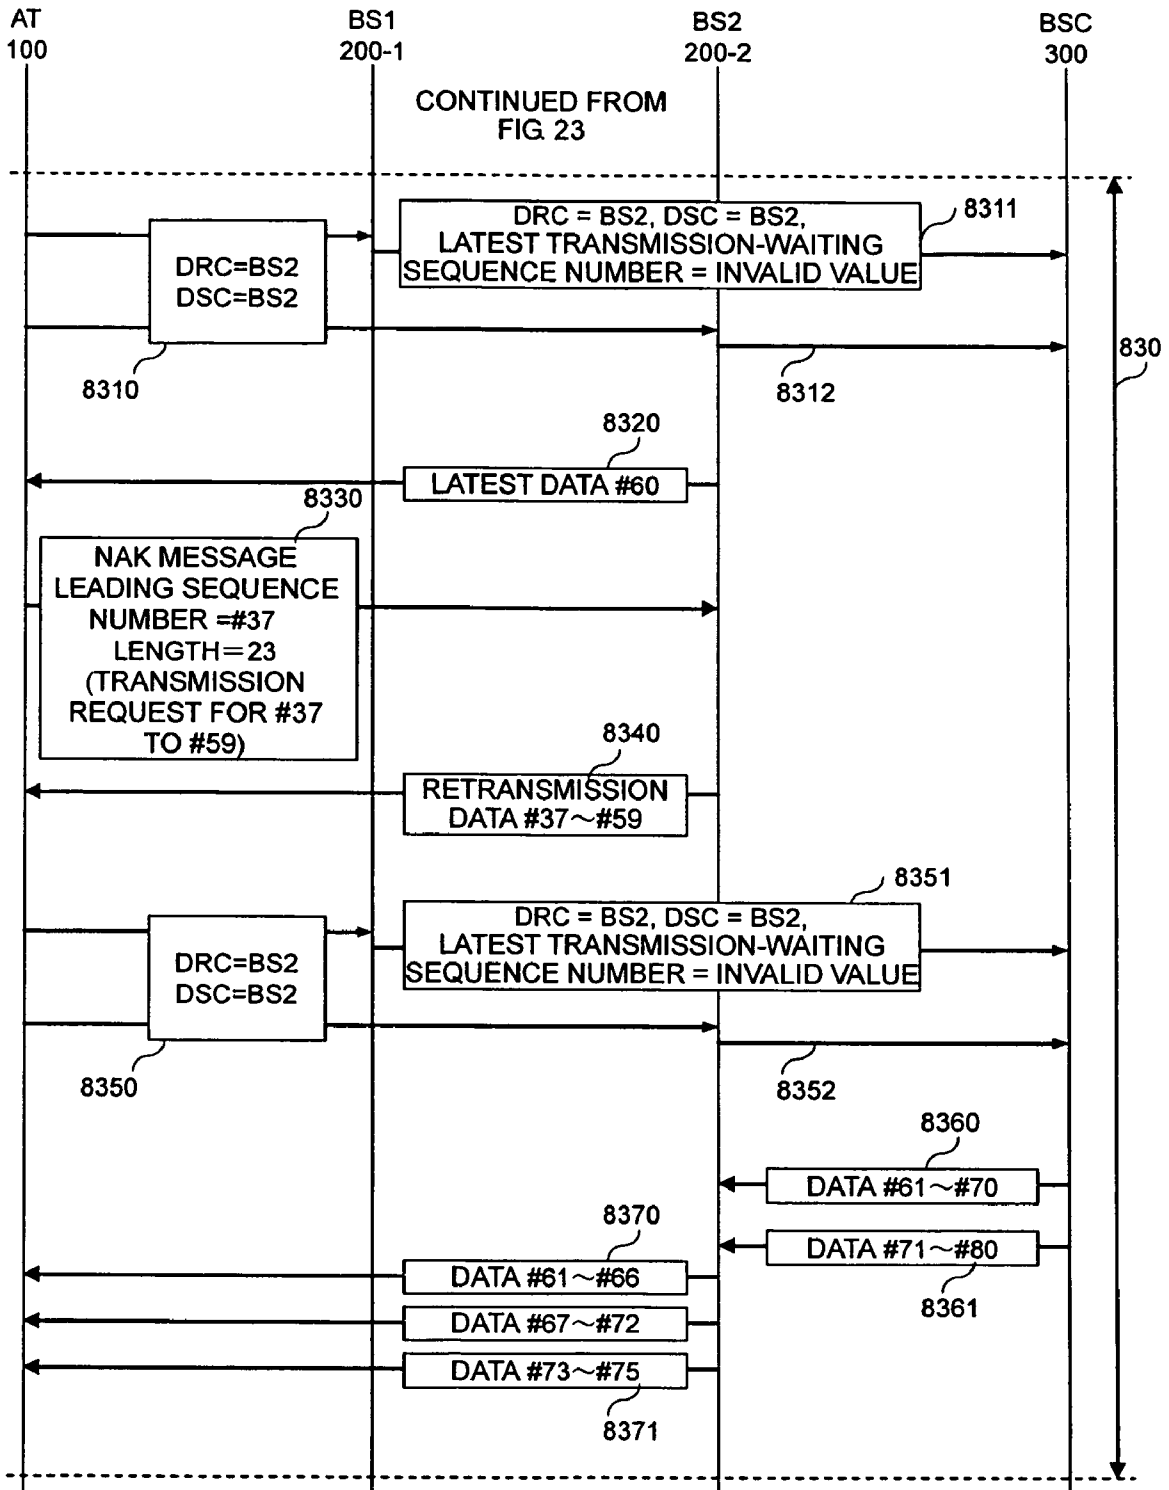 AT
100
BS1
200-1
BS2
200-2
BSC
300
CONTINUED FROM
FIG. 23
DRC = BS2, DSC = BS2,
LATEST TRANSMISSION-WAITING
SEQUENCE NUMBER = INVALID VALUE
8311
DRC=BS2
DSC=BS2
8310
8312
830
8320
LATEST DATA #60
8330
NAK MESSAGE
LEADING SEQUENCE
NUMBER =#37
LENGTH=23
(TRANSMISSION
REQUEST FOR #37
TO #59)
8340
RETRANSMISSION
DATA #37~#59
8351
DRC = BS2, DSC = BS2,
LATEST TRANSMISSION-WAITING
SEQUENCE NUMBER = INVALID VALUE
DRC=BS2
DSC=BS2
8350
8352
8360
DATA #61~#70
DATA #71~#80
8361
8370
DATA #61~#66
DATA #67~#72
DATA #73~#75
8371